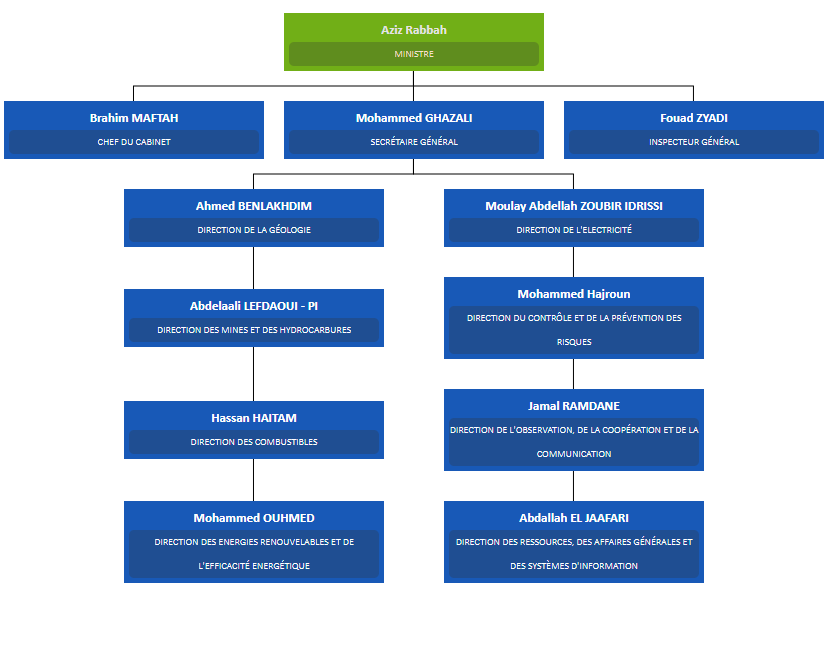 Aziz Rabbah
MINISTRE
Brahim MAFTAH
CHEF DU CABINET
Mohammed GHAZALI
SECRÉTAIRE GÉNÉRAL
Fouad ZYADI
INSPECTEUR GÉNÉRAL
Ahmed BENLAKHDIM
DIRECTION DE LA GÉOLOGIE
Moulay Abdellah ZOUBIR IDRISSI
DIRECTION DE L'ELECTRICITÉ
Abdelaali LEFDAOUI - PI
DIRECTION DES MINES ET DES HYDROCARBURES
Mohammed Hajroun
DIRECTION DU CONTRÔLE ET DE LA PRÉVENTION DES
RISQUES
Hassan HAITAM
DIRECTION DES COMBUSTIBLES
Jamal RAMDANE
DIRECTION DE L'OBSERVATION, DE LA COOPÉRATION ET DE LA
COMMUNICATION
Mohammed OUHMED
DIRECTION DES ENERGIES RENOUVELABLES ET DE
L'EFFICACITÉ ENERGÉTIQUE
Abdallah EL JAAFARI
DIRECTION DES RESSOURCES, DES AFFAIRES GÉNÉRALES ET
DES SYSTÈMES D'INFORMATION